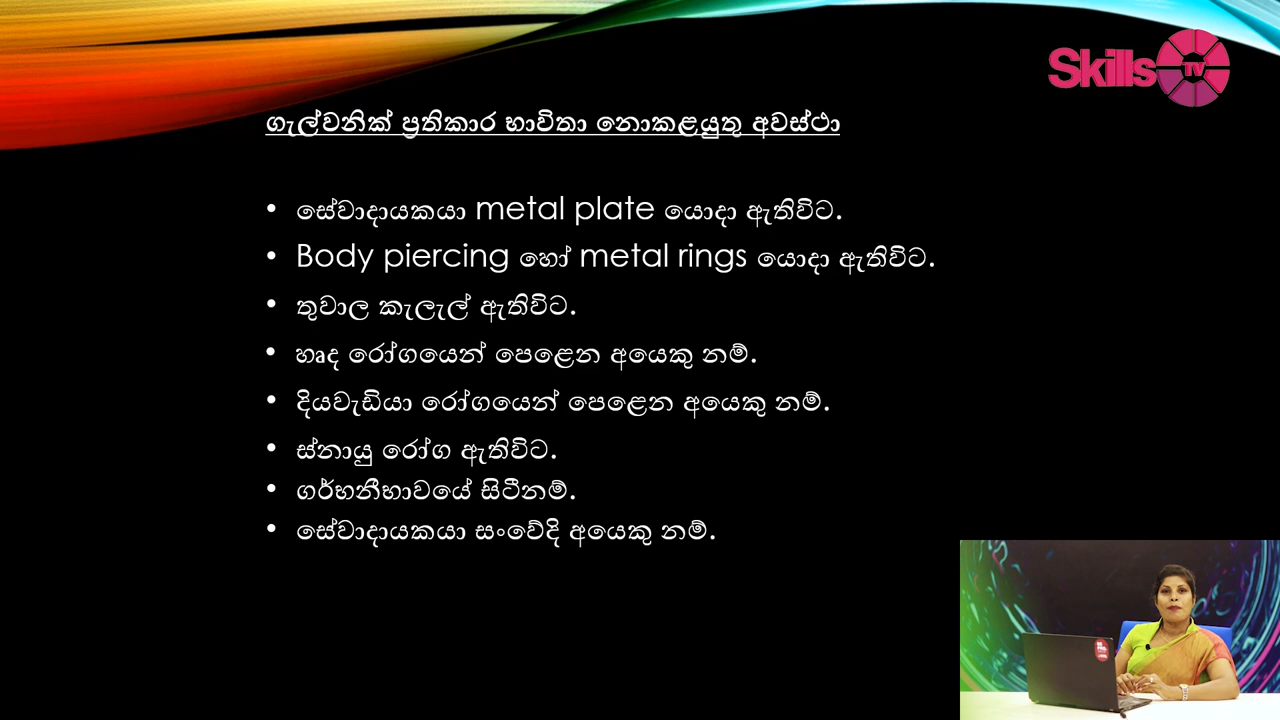 Skills TV
ගැල්වනික් ප්‍රතිකාර භාවිතා නොකළයුතු අවස්ථා
• සේවාදායකයා metal plate යොදා ඇතිවිට.
• Body piercing හෝ metal rings යොදා ඇතිවිට.
• තුවාල කැලැල් ඇතිවිට.
• හෘද රෝගයෙන් පෙළෙන අයෙකු නම්.
• දියවැඩියා රෝගයෙන් පෙළෙන අයෙකු නම්.
• ස්නායු රෝග ඇතිවිට.
• ගර්භනීභාවයේ සිටීනම්.
• සේවාදායකයා සංවේදි අයෙකු නම්.